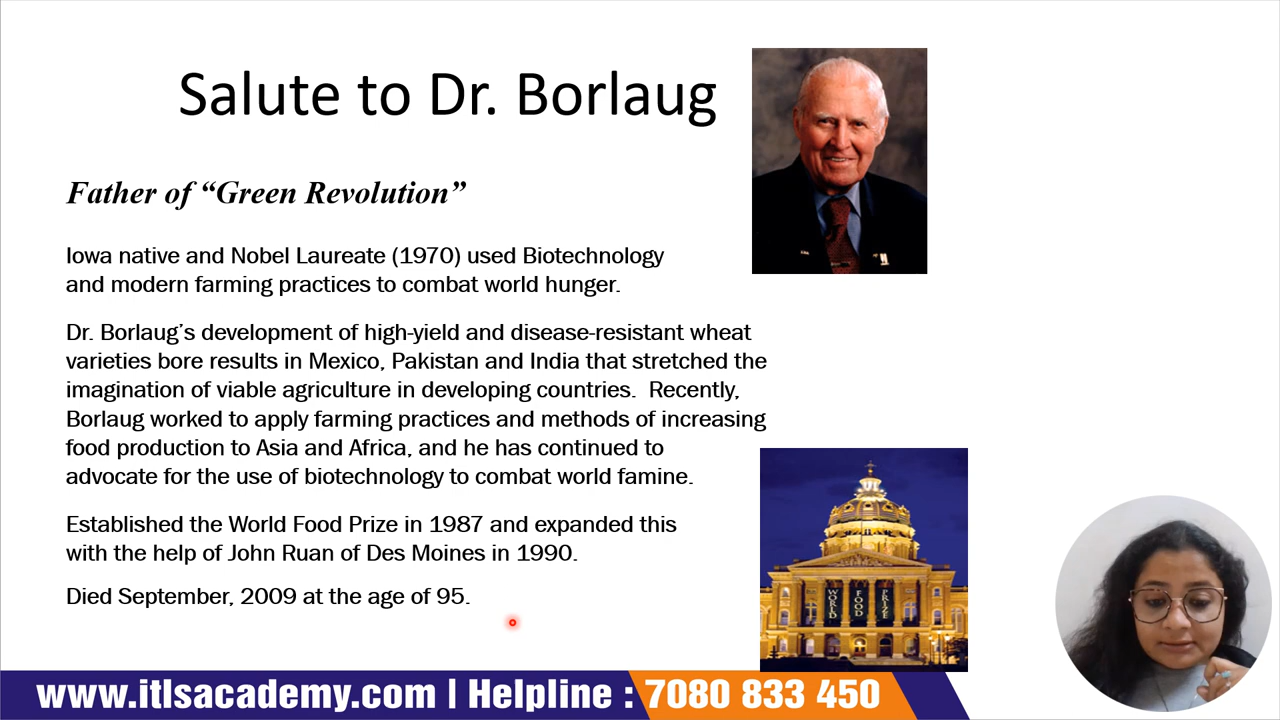 Salute to Dr. Borlaug
Father of “Green Revolution”
Iowa native and Nobel Laureate (1970) used Biotechnology
and modern farming practices to combat world hunger.
Dr. Borlaug’s development of high-yield and disease-resistant wheat
varieties bore results in Mexico, Pakistan and India that stretched the
imagination of viable agriculture in developing countries.  Recently,
Borlaug worked to apply farming practices and methods of increasing
food production to Asia and Africa, and he has continued to
advocate for the use of biotechnology to combat world famine.
Established the World Food Prize in 1987 and expanded this
with the help of John Ruan of Des Moines in 1990.
Died September, 2009 at the age of 95.
WORLD FOOD PRIZE
www.itlsacademy.com | Helpline : 7080 833 450